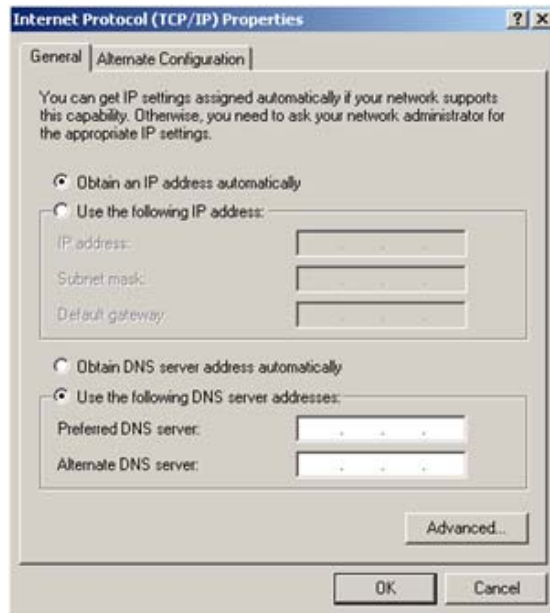 Internet Protocol (TCP/IP) Properties
General
Alternate Configuration
You can get IP settings assigned automatically if your network supports
this capability. Otherwise, you need to ask your network administrator for
the appropriate IP settings.
Obtain an IP address automatically
Use the following IP address:
IP address:
Subnet mask:
Default gateway:
Obtain DNS server address automatically
Use the following DNS server addresses:
Preferred DNS server:
Alternate DNS server:
Advanced...
OK
Cancel